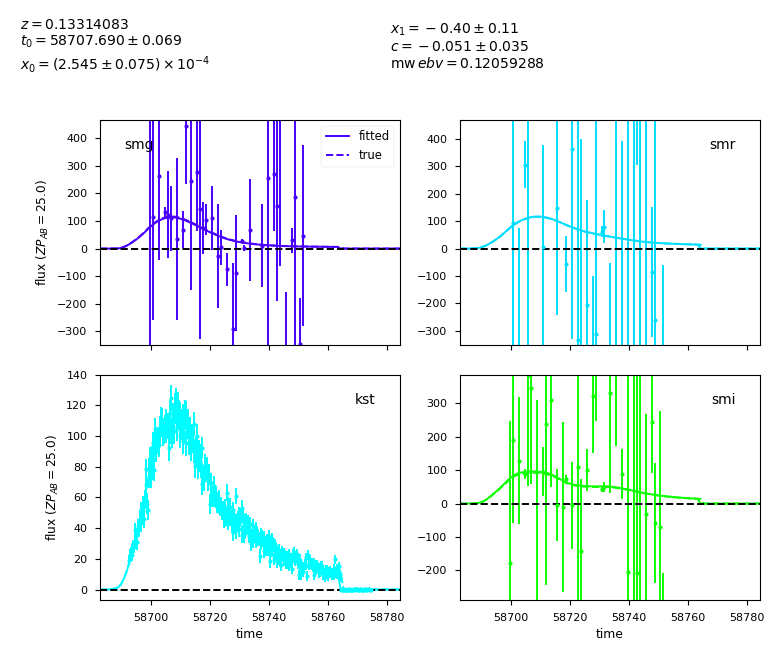 z = 0.13314083
t₀ = 58707.690 ± 0.069
x₀ = (2.545 ± 0.075) × 10⁻⁴
x₁ = −0.40 ± 0.11
c = −0.051 ± 0.035
mw ebv = 0.12059288
smg
fitted
true
400
300
200
100
0
−100
−200
−300
flux (ZP_AB = 25.0)
smr
400
300
200
100
0
−100
−200
−300
kst
140
120
100
80
60
40
20
0
flux (ZP_AB = 25.0)
58700 58720 58740 58760 58780
time
smi
300
200
100
0
−100
−200
58700 58720 58740 58760 58780
time